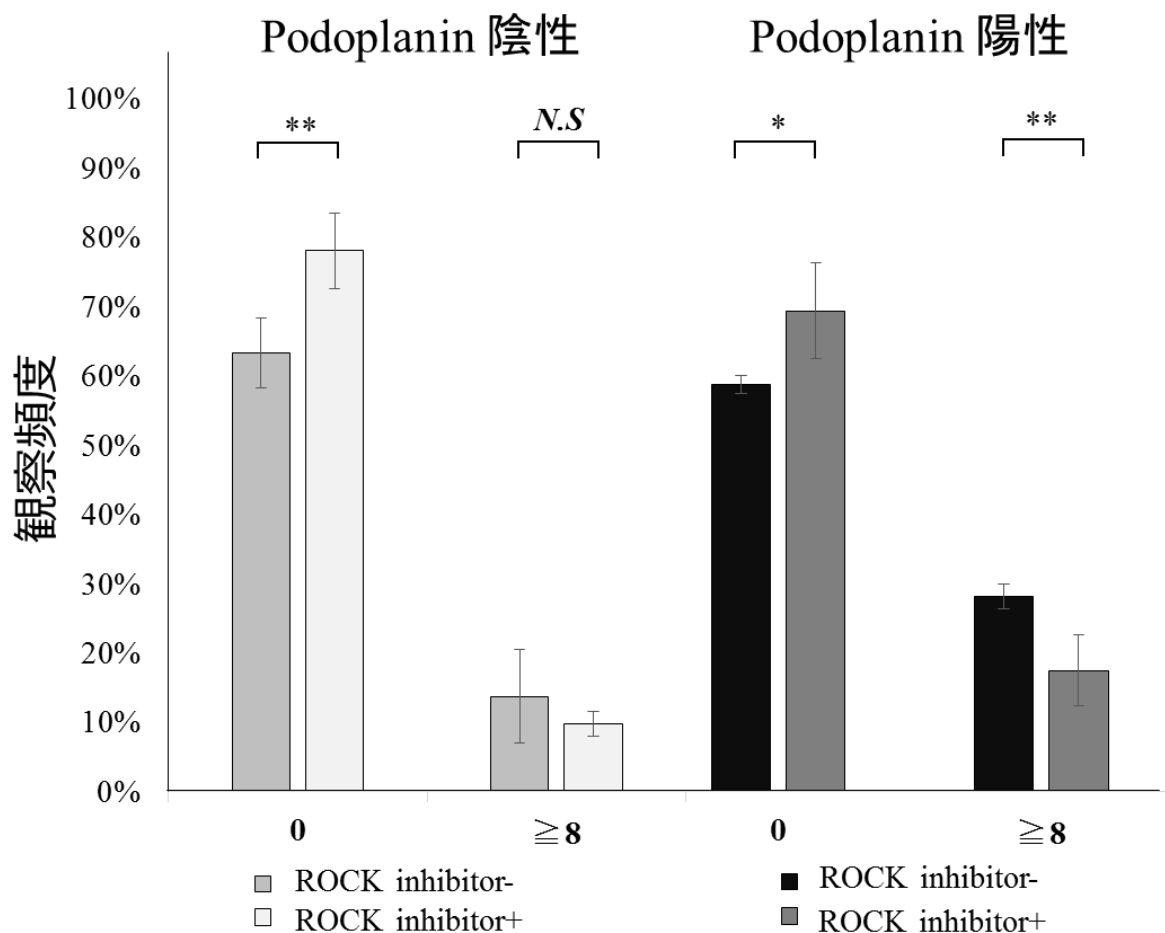 Podoplanin 陰性
Podoplanin 陽性
100%
90%
80%
70%
60%
50%
40%
30%
20%
10%
0%
観察頻度
**
N.S
*
**
0
≧8
0
≧8
ROCK inhibitor-
ROCK inhibitor+
ROCK inhibitor-
ROCK inhibitor+